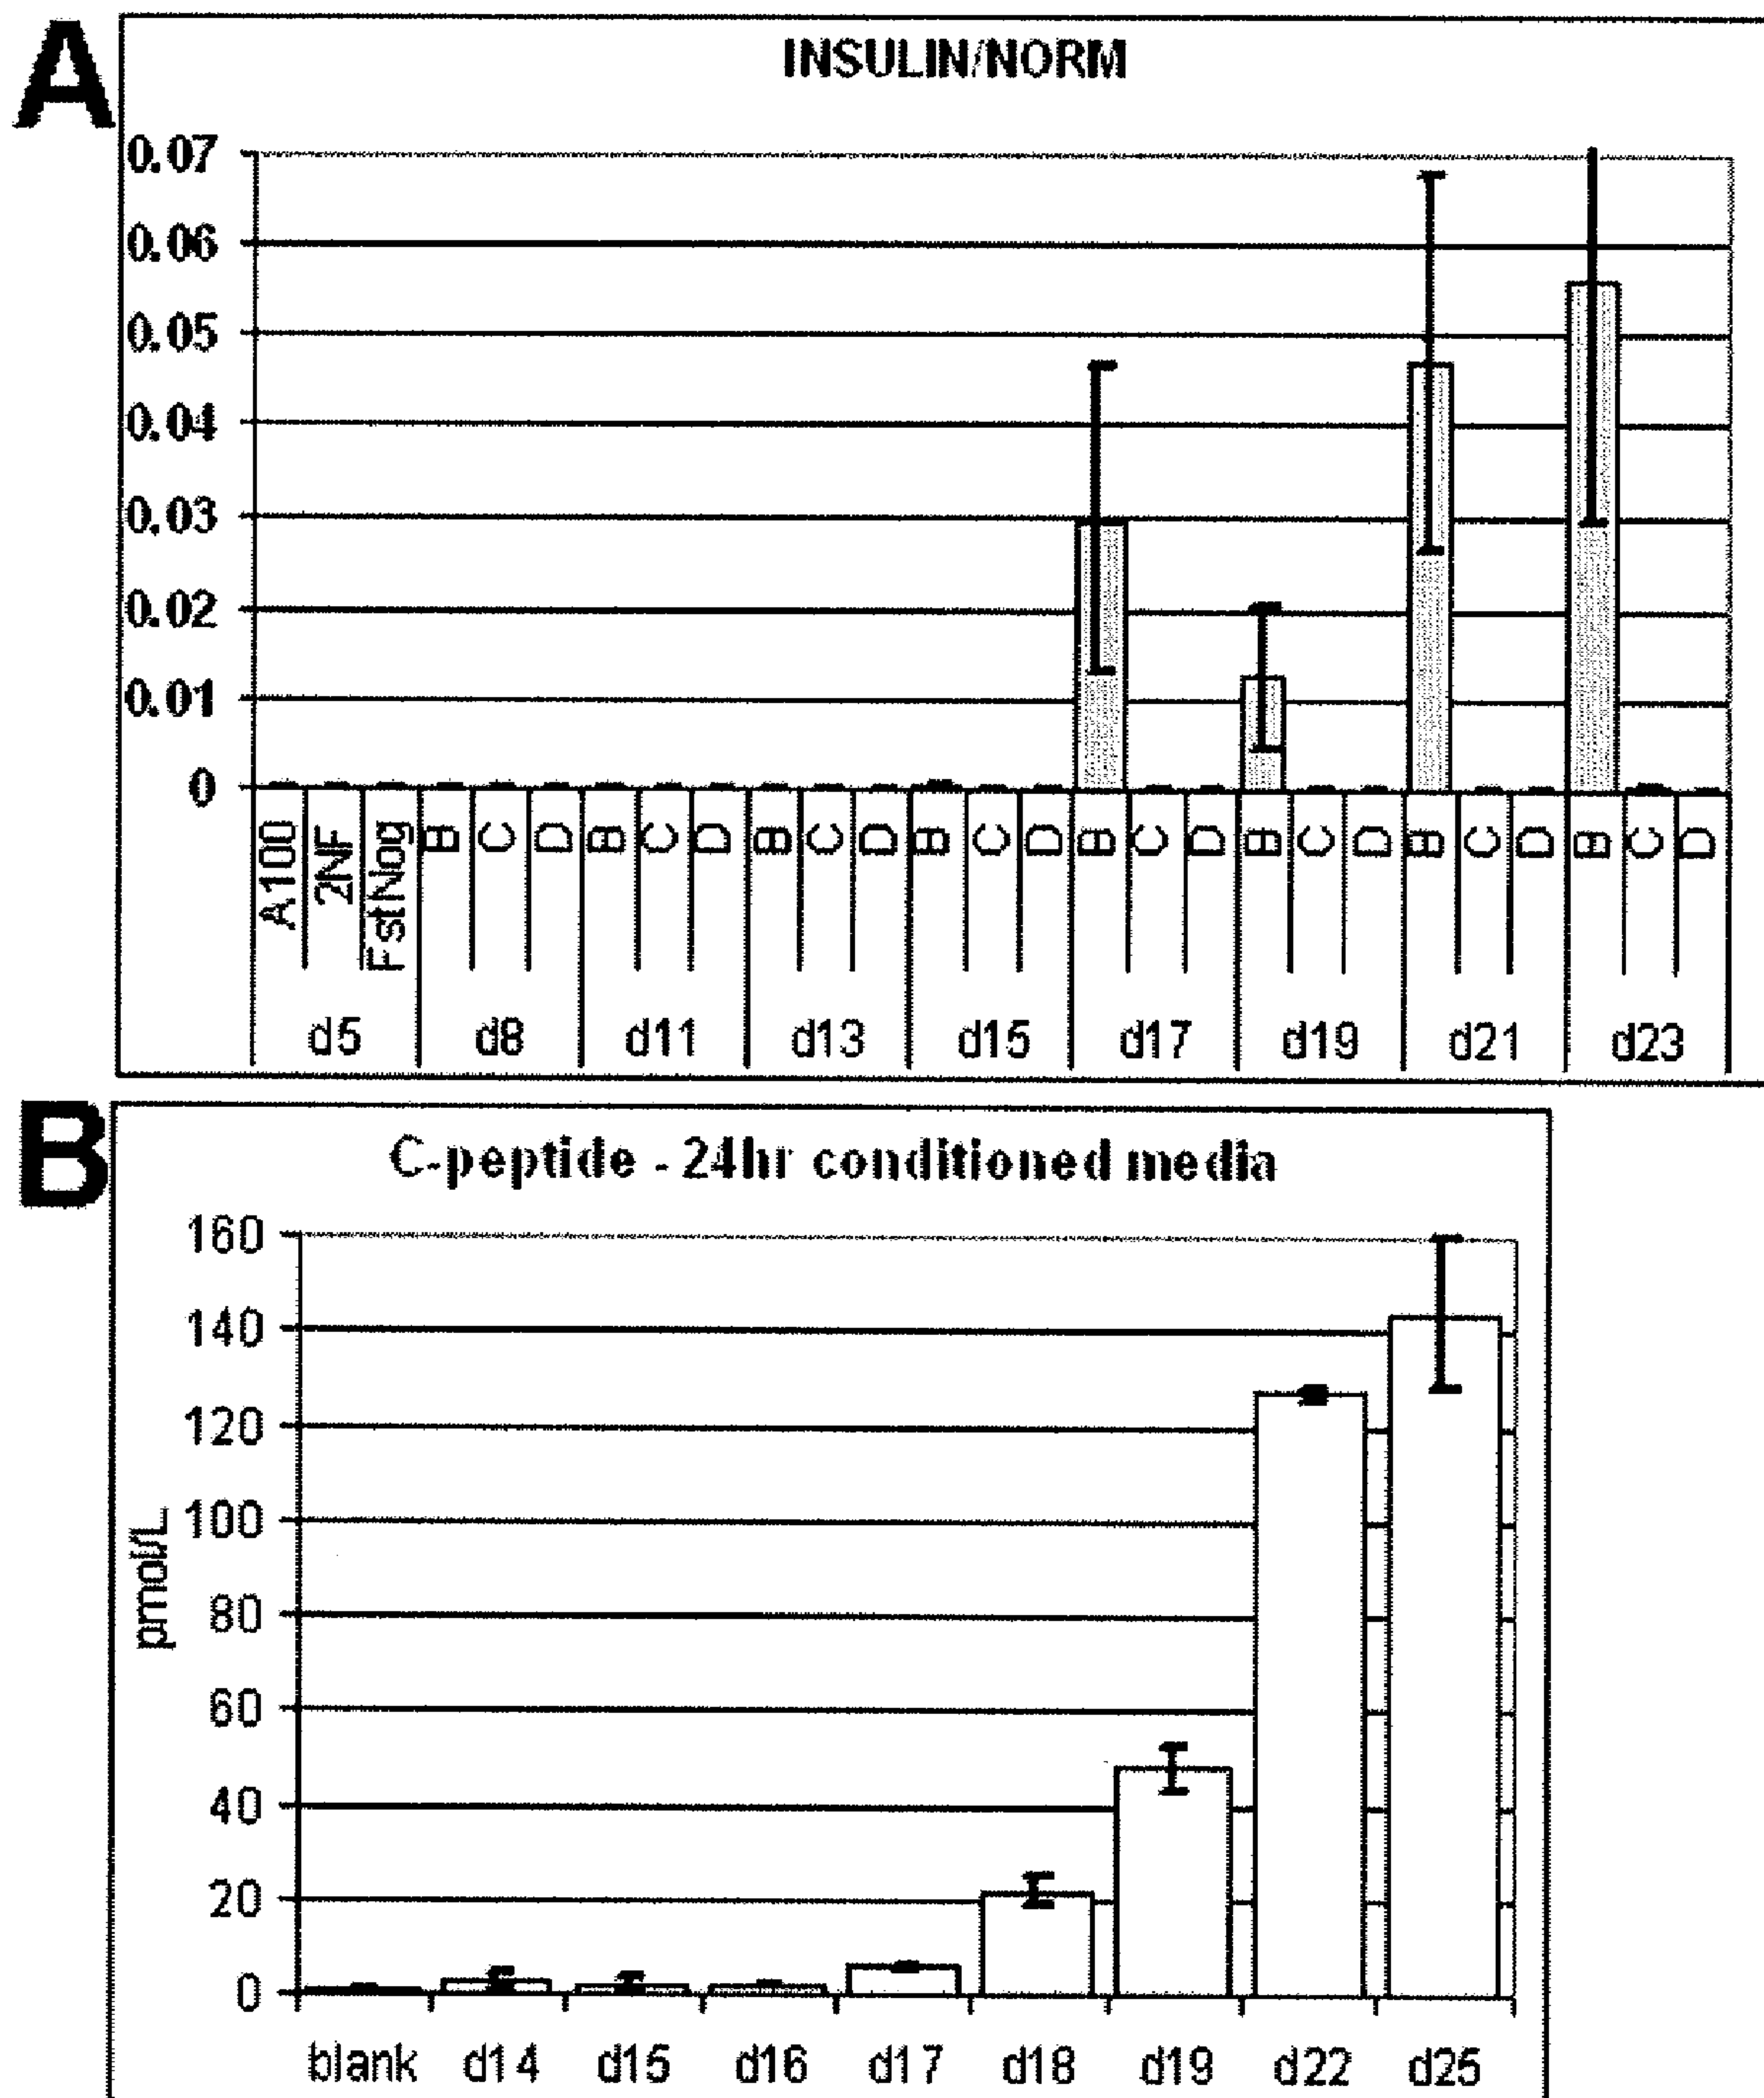 A
INSULIN/NORM
0.07
0.06
0.05
0.04
0.03
0.02
0.01
0
A100 2NF FstNog B C D B C D B C D B C D B C D B C D B C D B C D
d5 d8 d11 d13 d15 d17 d19 d21 d23
B
C-peptide - 24hr conditioned media
pmol/L
160
140
120
100
80
60
40
20
0
blank d14 d15 d16 d17 d18 d19 d22 d25